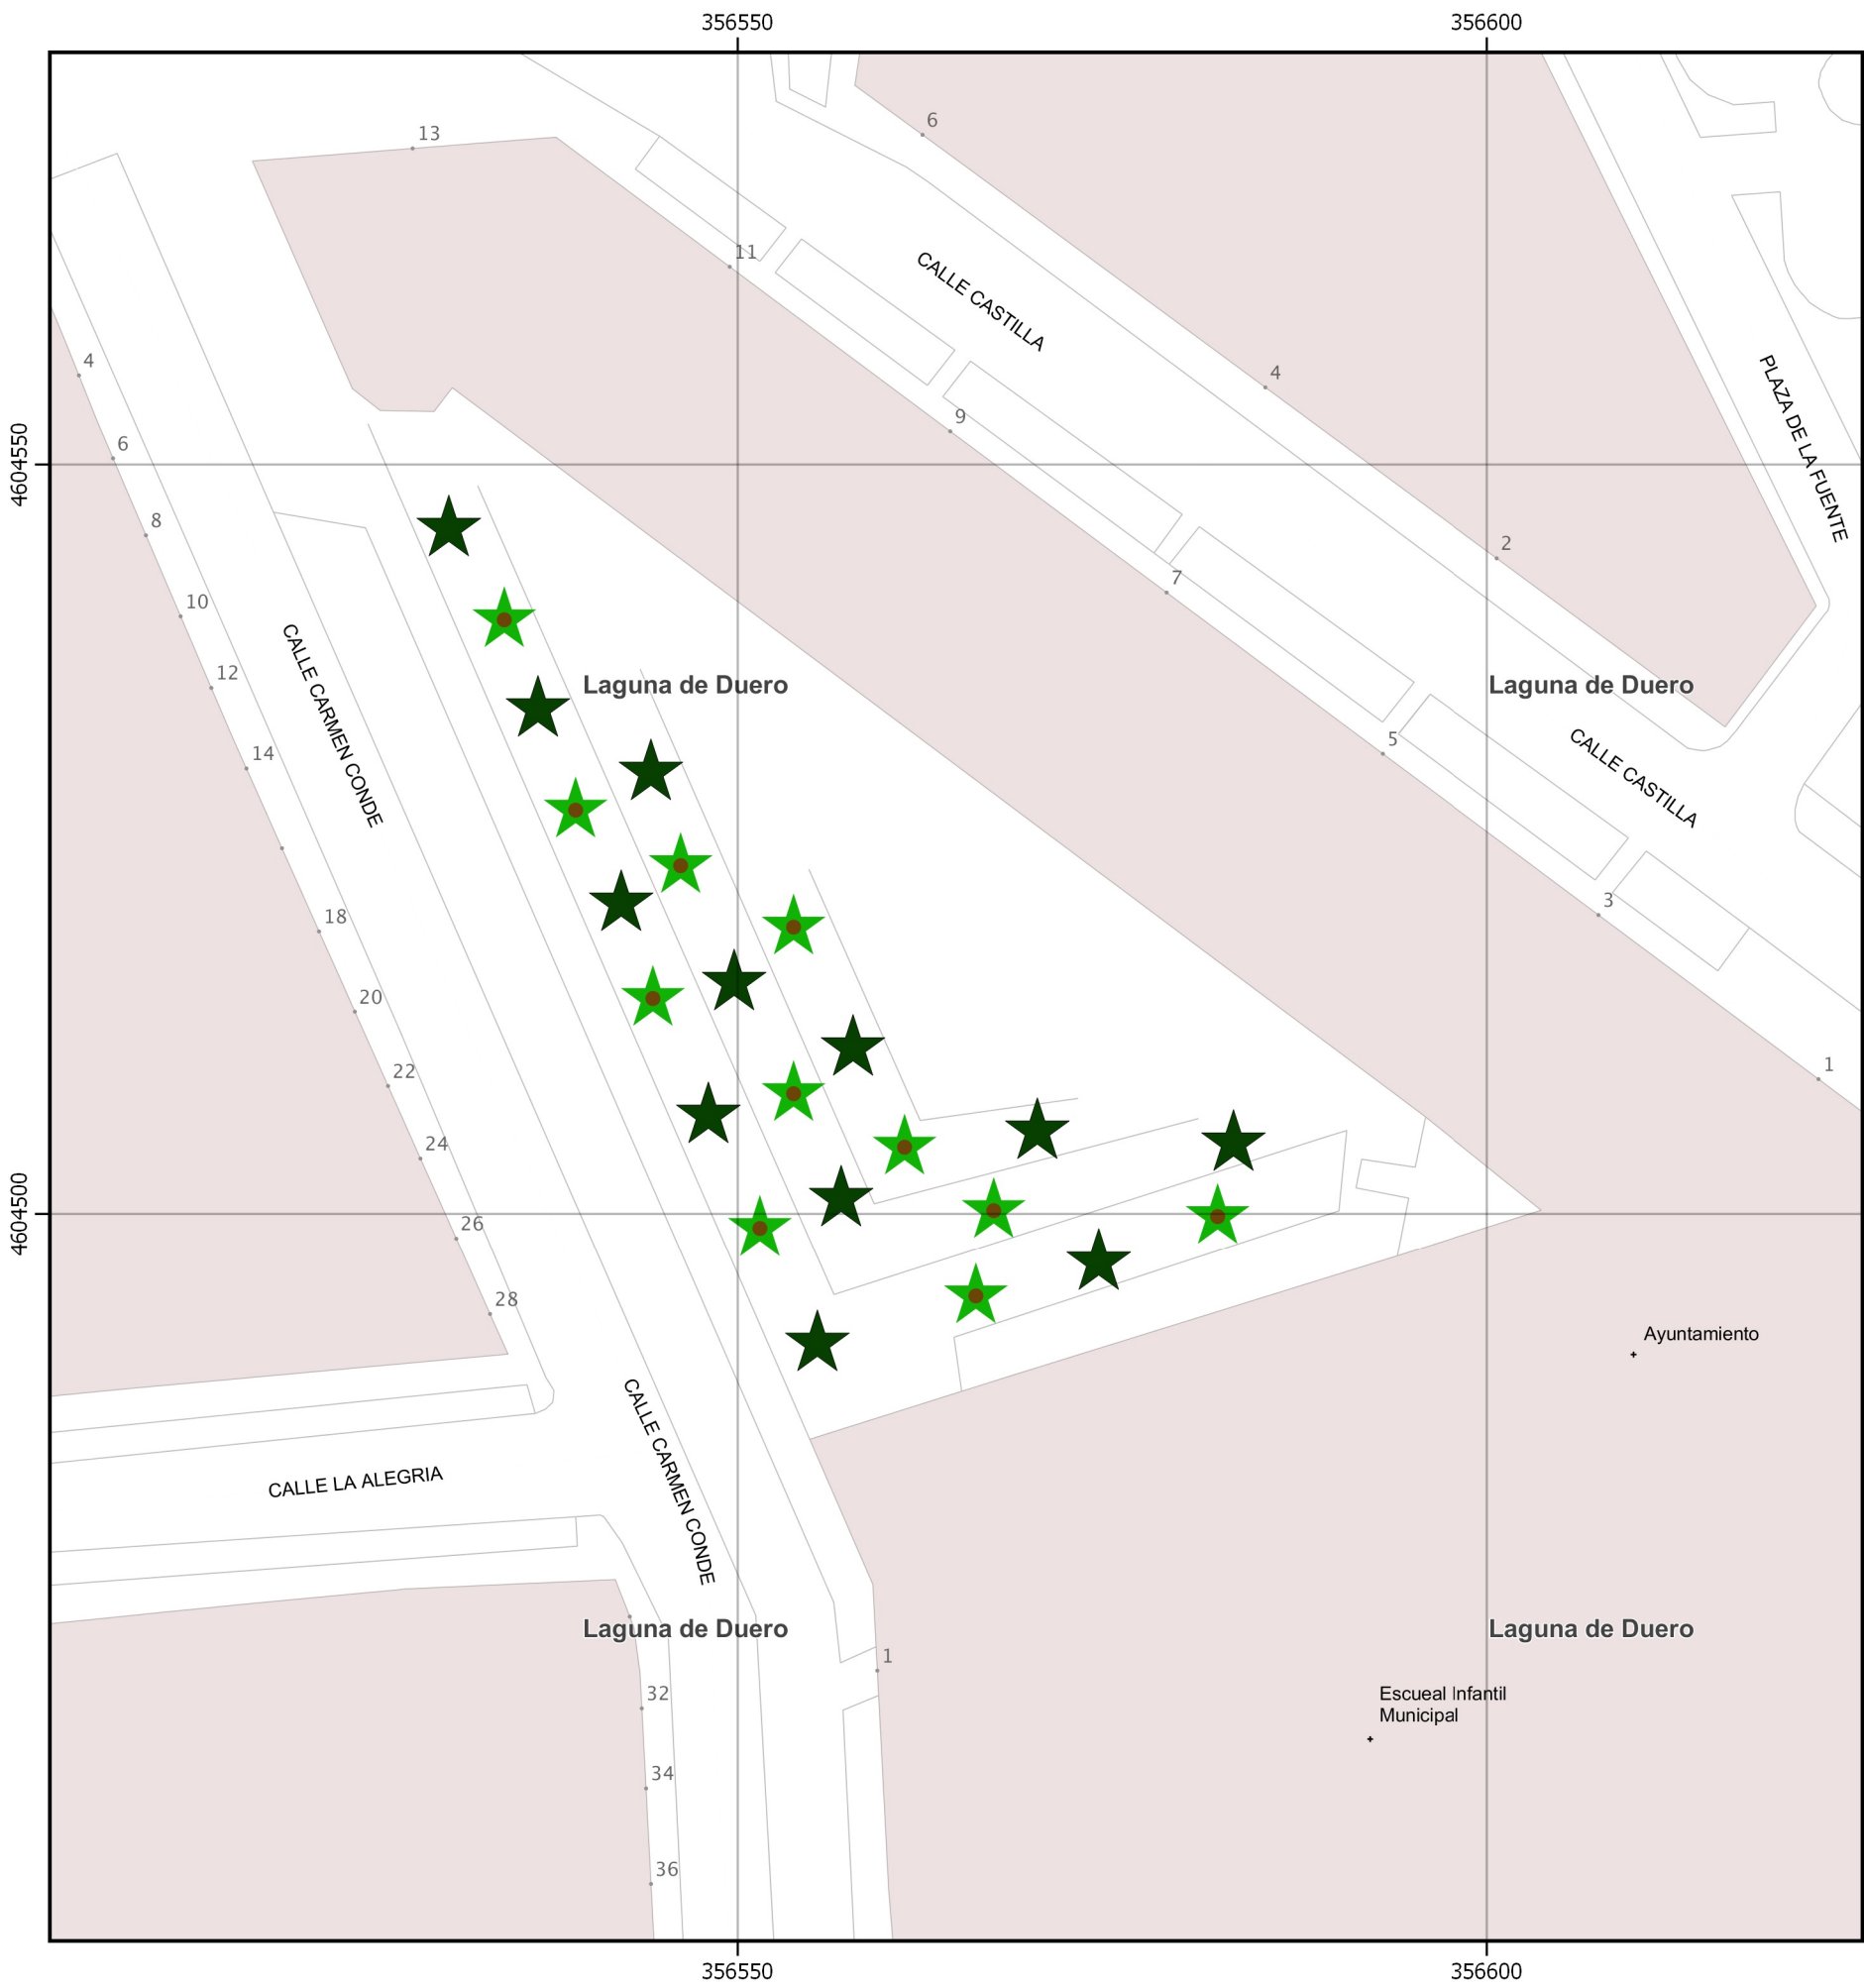 356550
356600
13
6
11
CALLE CASTILLA
4
4
9
PLAZA DE LA FUENTE
6
4604550
8
2
7
10
CALLE CARMEN CONDE
12
Laguna de Duero
Laguna de Duero
5
CALLE CASTILLA
14
3
18
20
1
22
24
4604500
26
28
Ayuntamiento
CALLE CARMEN CONDE
CALLE LA ALEGRIA
Laguna de Duero
Laguna de Duero
1
32
Escueal Infantil
Municipal
34
36
356550
356600